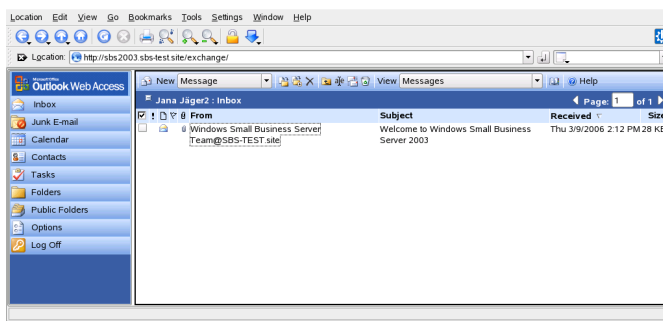 Location Edit View Go Bookmarks Tools Settings Window Help
Location: http://sbs2003.sbs-test.site/exchange/
Microsoft Office
Outlook Web Access
New Message View Messages Help
Jana Jäger2 : Inbox Page: 1 of 1
From Subject Received Size
Windows Small Business Server Team@SBS-TEST.site
Welcome to Windows Small Business Server 2003
Thu 3/9/2006 2:12 PM 28 KB
Inbox
Junk E-mail
Calendar
Contacts
Tasks
Folders
Public Folders
Options
Log Off